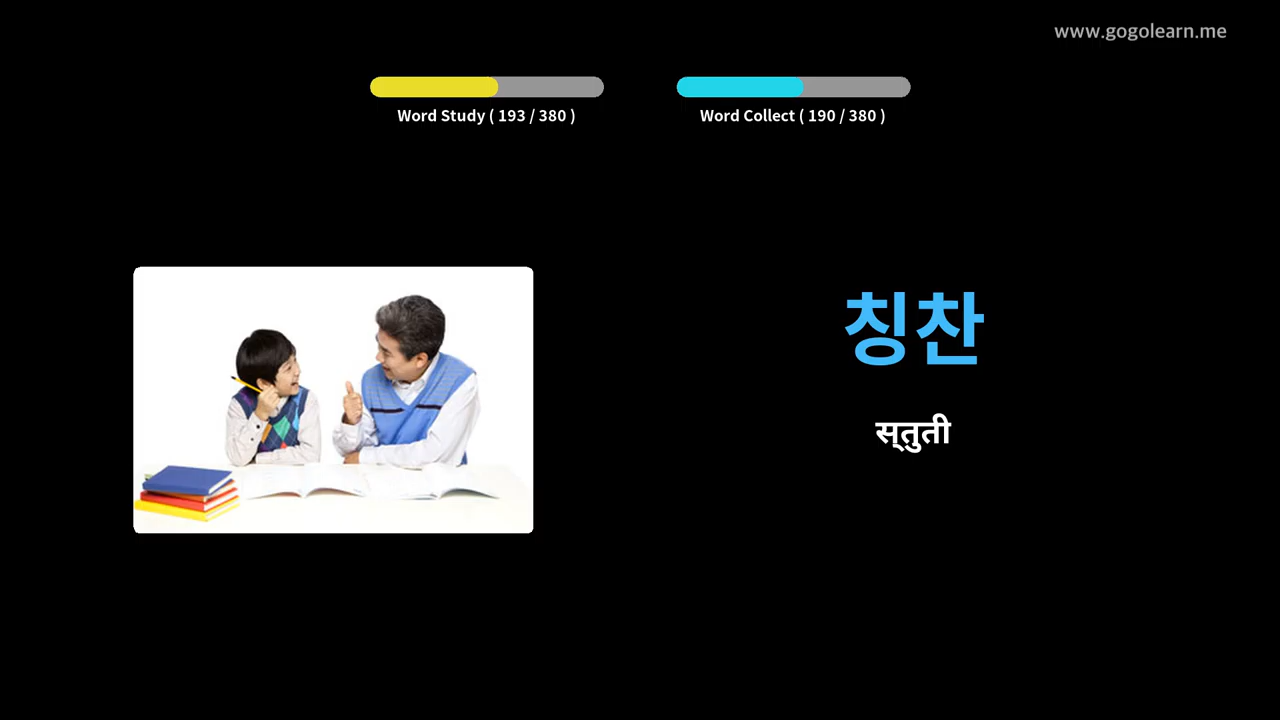 www.gogolearn.me
Word Study ( 193 / 380 )
Word Collect ( 190 / 380 )
칭찬
स्तुती